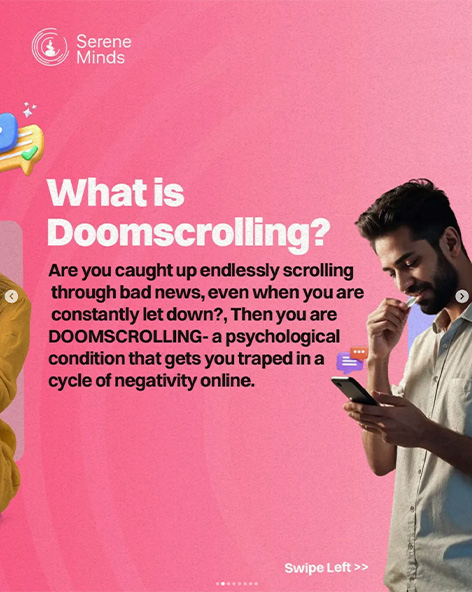 Serene
Minds
What is
Doomscrolling?
Are you caught up endlessly scrolling
through bad news, even when you are
constantly let down?, Then you are
DOOMSCROLLING- a psychological
condition that gets you traped in a
cycle of negativity online.
Swipe Left >>